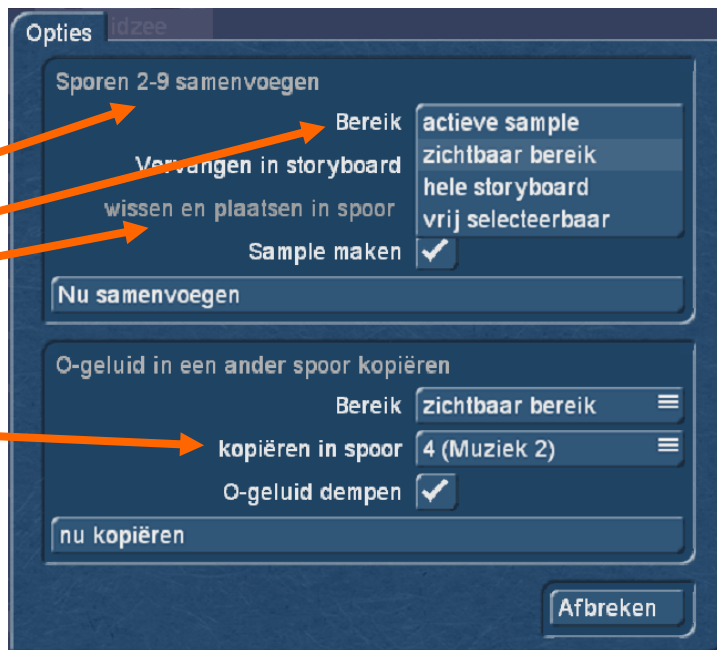 Opties idzee
Sporen 2-9 samenvoegen
Bereik actieve sample
zichtbaar bereik
Vervangen in storyboard
hele storyboard
wissen en plaatsen in spoor
vrij selecteerbaar
Sample maken
Nu samenvoegen
O-geluid in een ander spoor kopiëren
Bereik zichtbaar bereik
kopiëren in spoor 4 (Muziek 2)
O-geluid dempen
nu kopiëren
Afbreken